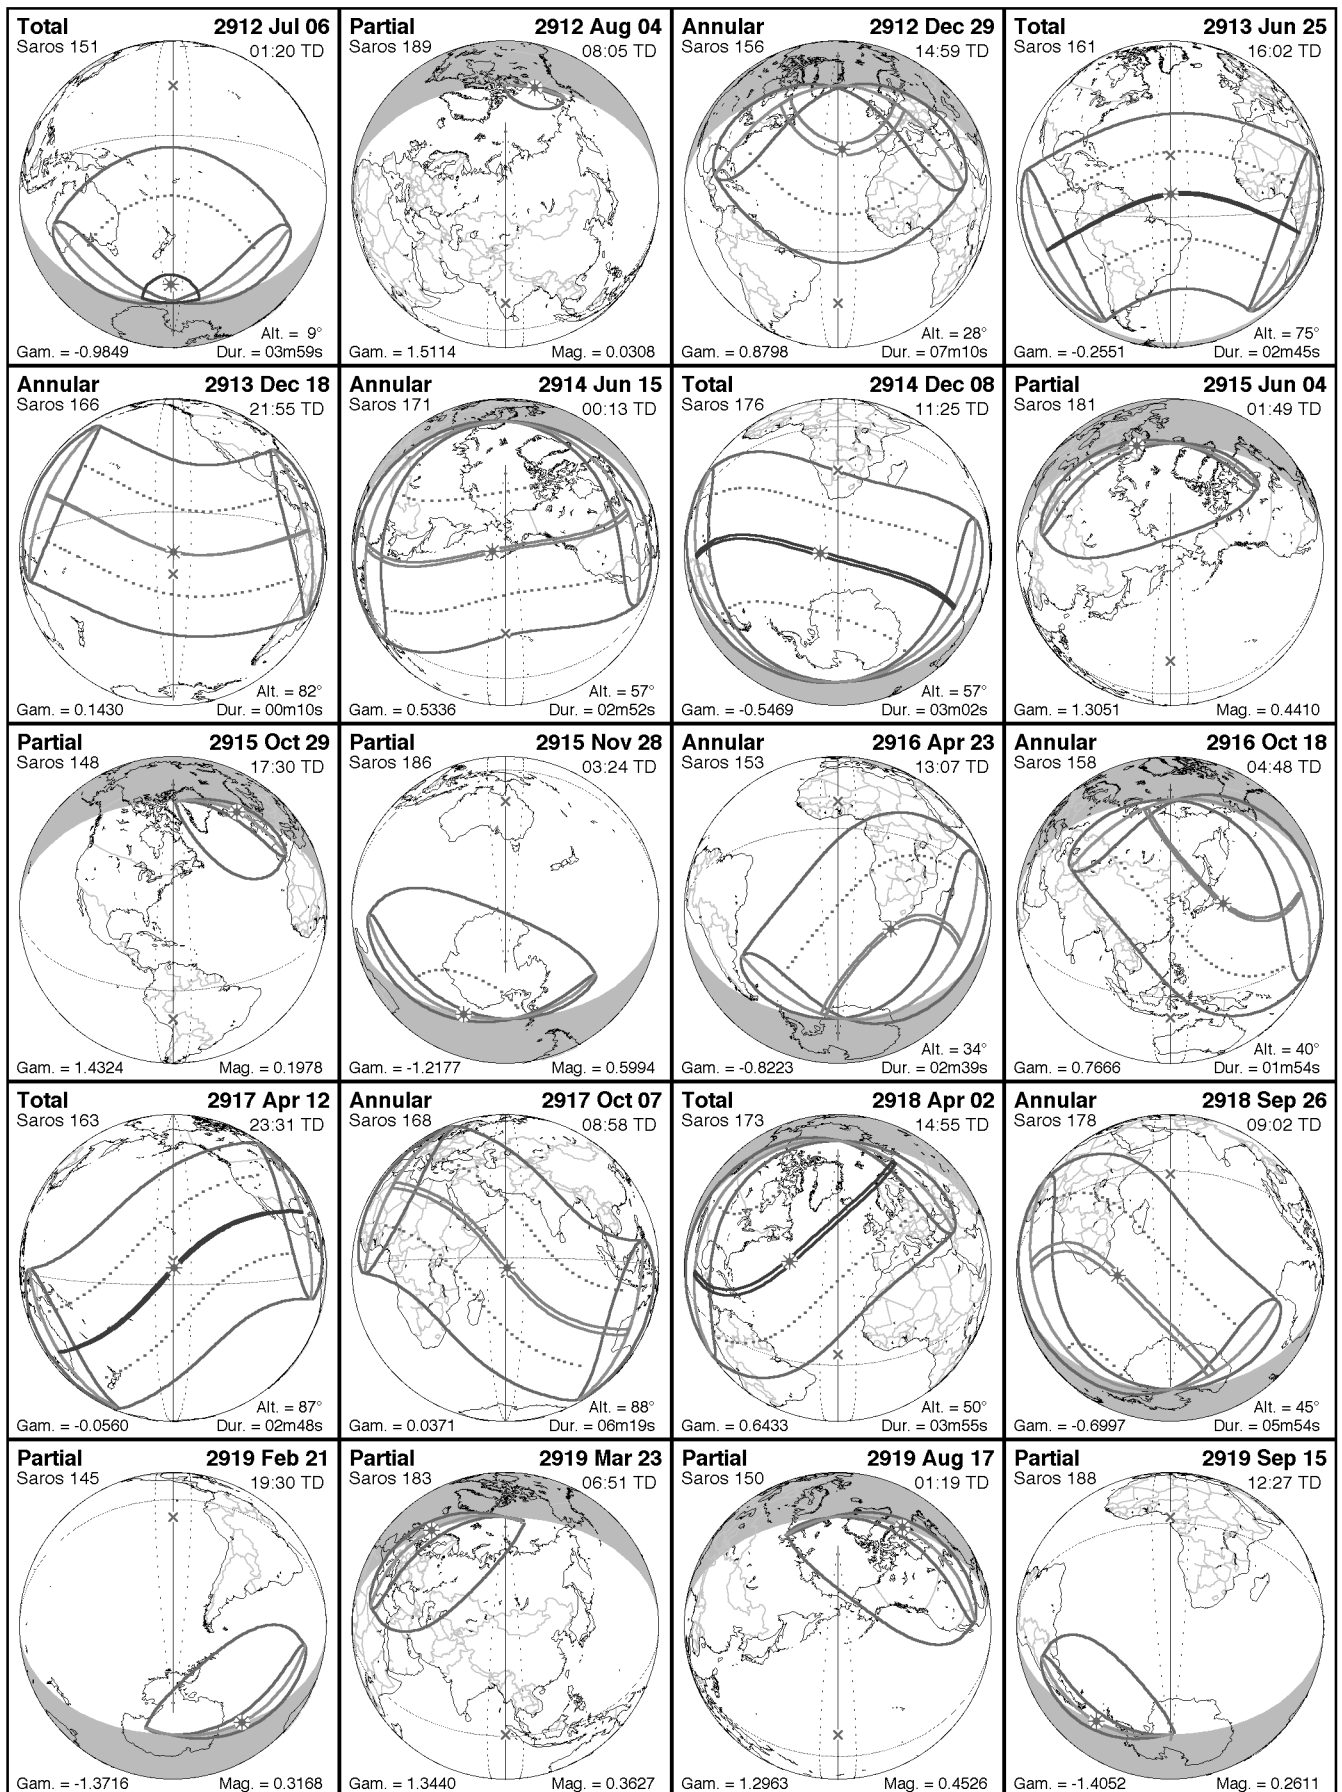 Total 2912 Jul 06
Saros 151 01:20 TD
Alt. = 9°
Gam. = -0.9849 Dur. = 03m59s
Partial 2912 Aug 04
Saros 189 08:05 TD
Gam. = 1.5114 Mag. = 0.0308
Annular 2912 Dec 29
Saros 156 14:59 TD
Alt. = 28°
Gam. = 0.8798 Dur. = 07m10s
Total 2913 Jun 25
Saros 161 16:02 TD
Alt. = 75°
Gam. = -0.2551 Dur. = 02m45s
Annular 2913 Dec 18
Saros 166 21:55 TD
Alt. = 82°
Gam. = 0.1430 Dur. = 00m10s
Annular 2914 Jun 15
Saros 171 00:13 TD
Alt. = 57°
Gam. = 0.5336 Dur. = 02m52s
Total 2914 Dec 08
Saros 176 11:25 TD
Alt. = 57°
Gam. = -0.5469 Dur. = 03m02s
Partial 2915 Jun 04
Saros 181 01:49 TD
Gam. = 1.3051 Mag. = 0.4410
Partial 2915 Oct 29
Saros 148 17:30 TD
Gam. = 1.4324 Mag. = 0.1978
Partial 2915 Nov 28
Saros 186 03:24 TD
Gam. = -1.2177 Mag. = 0.5994
Annular 2916 Apr 23
Saros 153 13:07 TD
Alt. = 34°
Gam. = -0.8223 Dur. = 02m39s
Annular 2916 Oct 18
Saros 158 04:48 TD
Alt. = 40°
Gam. = 0.7666 Dur. = 01m54s
Total 2917 Apr 12
Saros 163 23:31 TD
Alt. = 87°
Gam. = -0.0560 Dur. = 02m48s
Annular 2917 Oct 07
Saros 168 08:58 TD
Alt. = 88°
Gam. = 0.0371 Dur. = 06m19s
Total 2918 Apr 02
Saros 173 14:55 TD
Alt. = 50°
Gam. = 0.6433 Dur. = 03m55s
Annular 2918 Sep 26
Saros 178 09:02 TD
Alt. = 45°
Gam. = -0.6997 Dur. = 05m54s
Partial 2919 Feb 21
Saros 145 19:30 TD
Gam. = -1.3716 Mag. = 0.3168
Partial 2919 Mar 23
Saros 183 06:51 TD
Gam. = 1.3440 Mag. = 0.3627
Partial 2919 Aug 17
Saros 150 01:19 TD
Gam. = 1.2963 Mag. = 0.4526
Partial 2919 Sep 15
Saros 188 12:27 TD
Gam. = -1.4052 Mag. = 0.2611